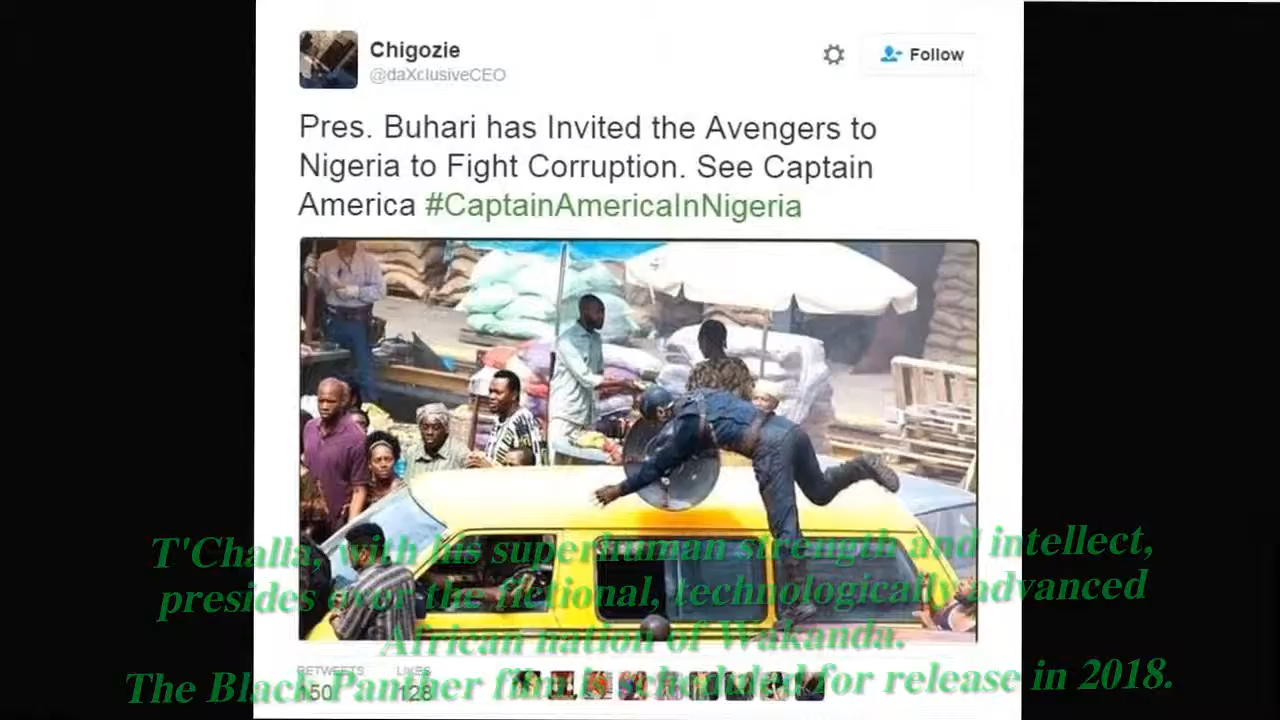 Chigozie
@daXclusiveCEO
Follow
Pres. Buhari has Invited the Avengers to
Nigeria to Fight Corruption. See Captain
America #CaptainAmericaInNigeria
T'Challa, with his superhuman strength and intellect,
presides over the fictional, technologically advanced
African nation of Wakanda.
RETWEETS LIKES
150 128
The Black Panther film is scheduled for release in 2018.